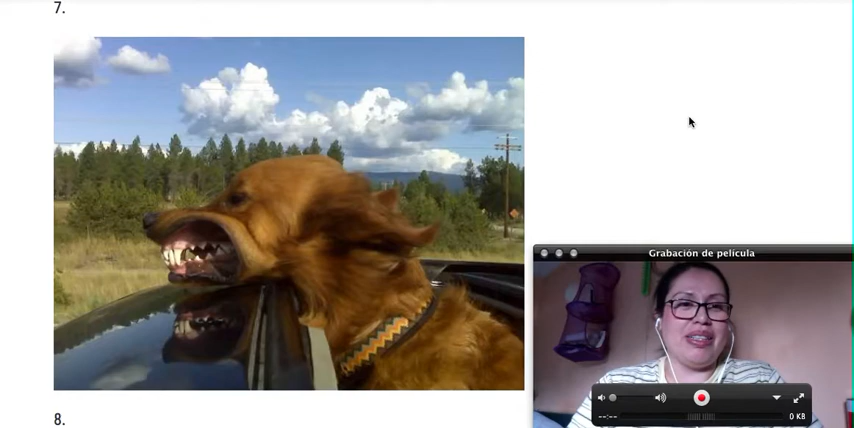 7.
Grabación de película
--:--
0 KB
8.